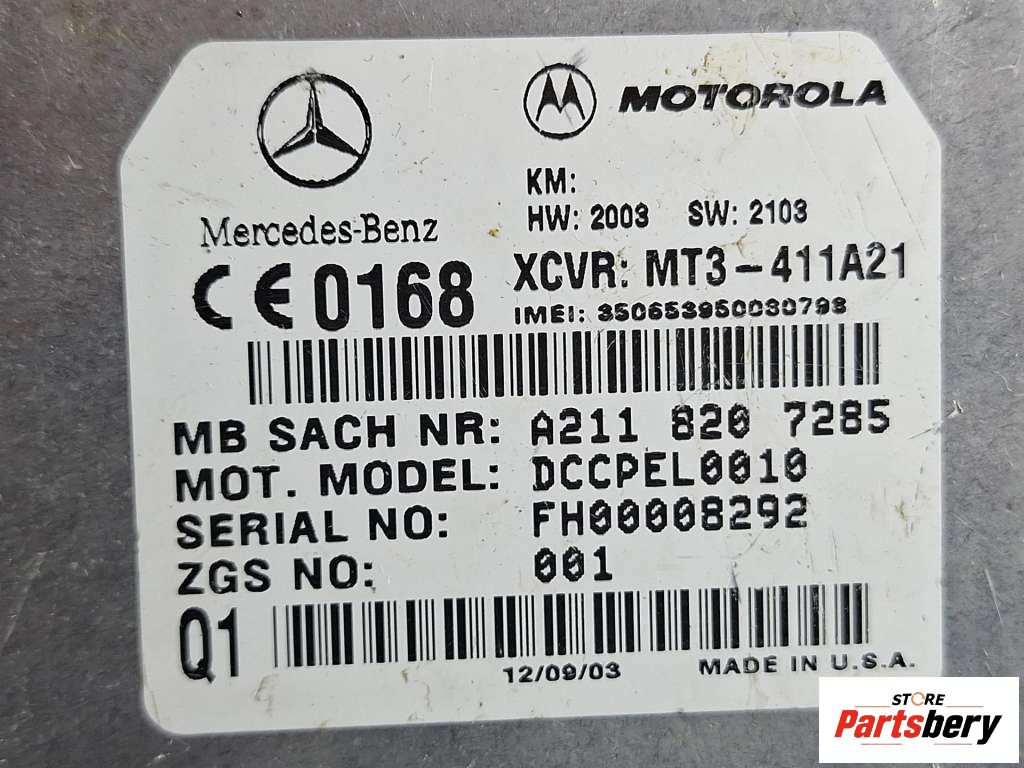 MOTOROLA
KM:
Mercedes-Benz
HW: 2003 SW: 2103
CE 0168
XCVR: MT3-411A21
IMEI: 350653950030798
MB SACH NR: A211 820 7285
MOT. MODEL: DCCPEL0010
SERIAL NO: FH00008292
ZGS NO: 001
Q1
12/09/03 MADE IN U.S.A.
STORE
Partsbery